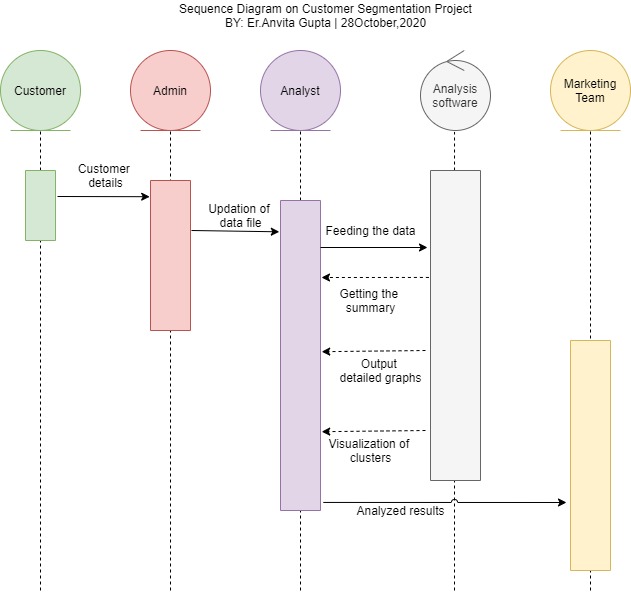 Sequence Diagram on Customer Segmentation Project
BY: Er.Anvita Gupta | 28October,2020
Customer
Admin
Analyst
Analysis
software
Marketing
Team
Customer
details
Updation of
data file
Feeding the data
Getting the
summary
Output
detailed graphs
Visualization of
clusters
Analyzed results